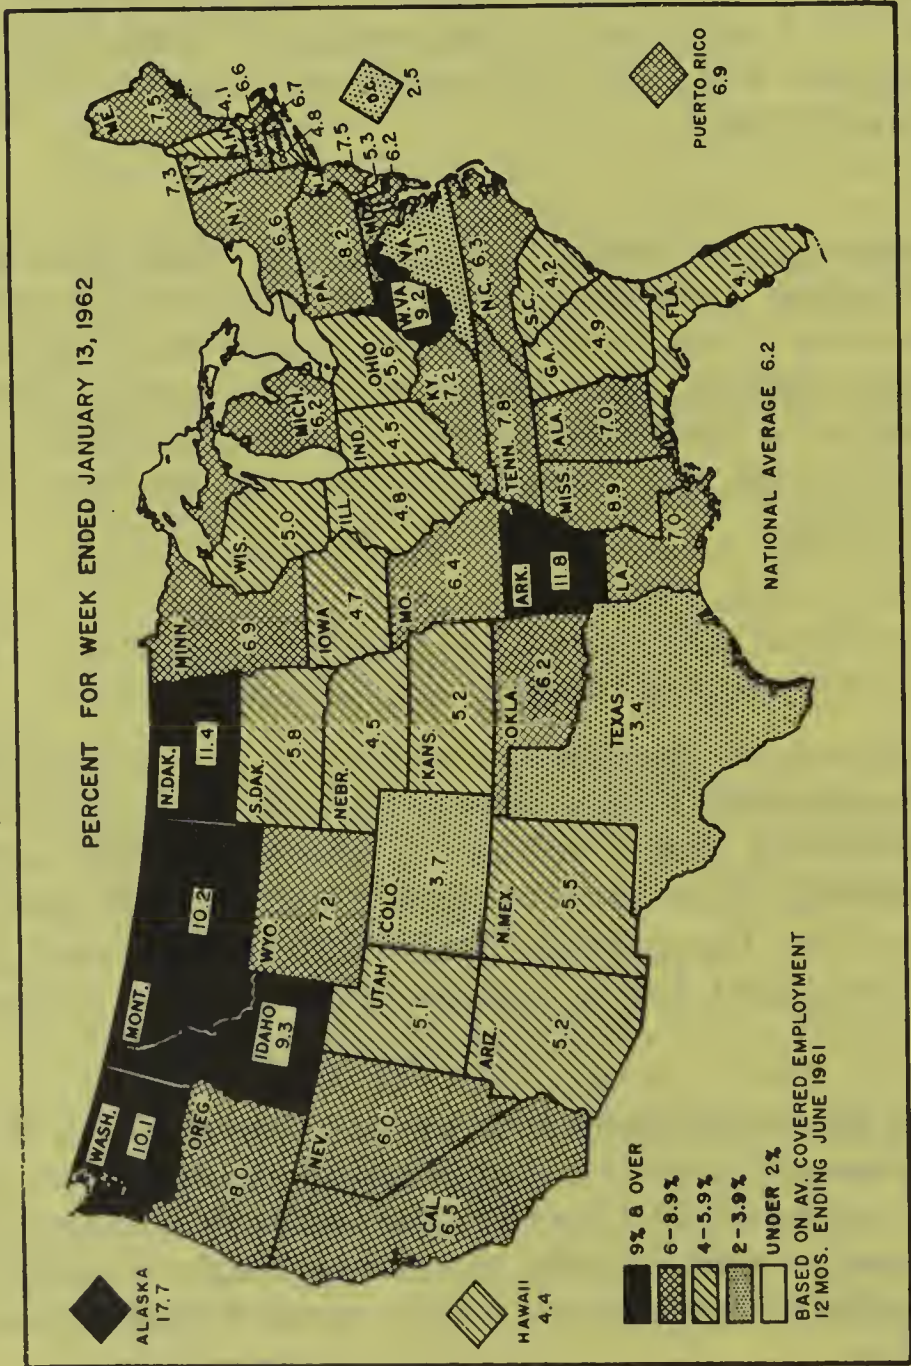 PERCENT FOR WEEK ENDED JANUARY 13, 1962
WASH.
10.1
MONT.
10.2
N.DAK.
11.4
MINN.
6.9
OREG.
8.0
IDAHO
9.3
WYO.
7.2
S.DAK.
5.8
WIS.
5.0
MICH.
6.2
NEBR.
4.5
IOWA
4.7
ILL.
4.8
IND.
4.5
OHIO
5.6
PA.
8.2
N.Y.
6.6
7.3
VT.
ME.
7.5
N.H.
4.1
6.6
6.7
4.8
N.J.
7.5
5.3
6.2
MD.
D.C.
2.5
NEV.
6.0
UTAH
5.1
COLO.
3.7
KANS.
5.2
MO.
6.4
KY.
7.2
W.VA.
9.2
VA.
3.1
CAL.
6.5
ARIZ.
5.2
N.MEX.
5.5
OKLA.
6.2
ARK.
11.8
TENN. 7.8
N.C. 6.3
S.C.
4.2
TEXAS
3.4
LA.
7.0
MISS.
8.9
ALA.
7.0
GA.
4.9
FLA.
4.1
ALASKA
17.7
HAWAII
4.4
PUERTO RICO
6.9
NATIONAL AVERAGE 6.2
9% & OVER
6-8.9%
4-5.9%
2-3.9%
UNDER 2%
BASED ON AV. COVERED EMPLOYMENT
12 MOS. ENDING JUNE 1961